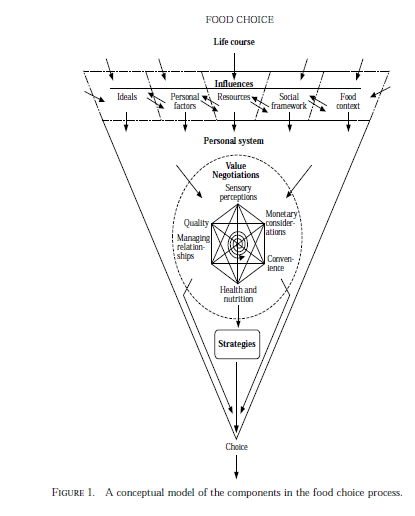 FOOD CHOICE
Life course
Influences
Ideals
Personal
factors
Resources
Social
framework
Food
context
Personal system
Value
Negotiations
Sensory
perceptions
Quality
Monetary
consider-
ations
Managing
relation-
ships
Conven-
ience
Health and
nutrition
Strategies
Choice
FIGURE 1. A conceptual model of the components in the food choice process.